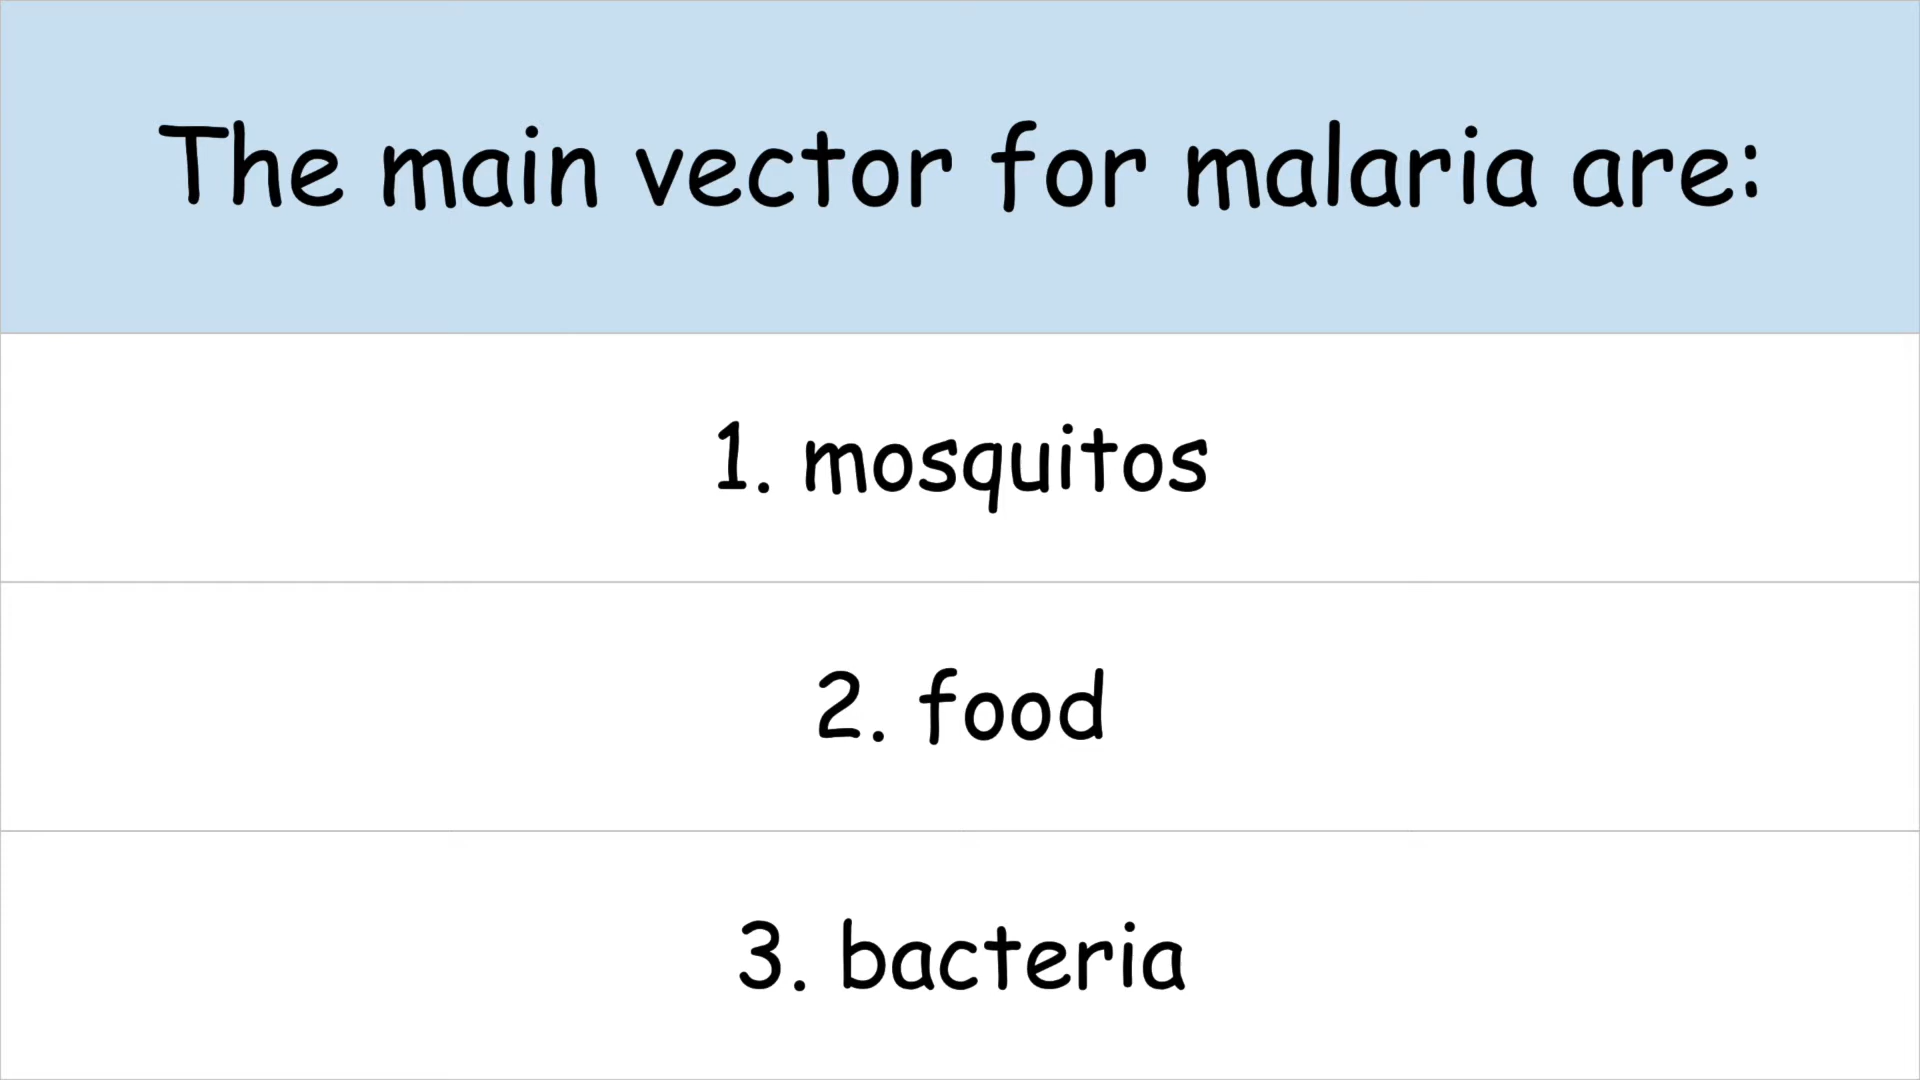 The main vector for malaria are:
1. mosquitos
2. food
3. bacteria